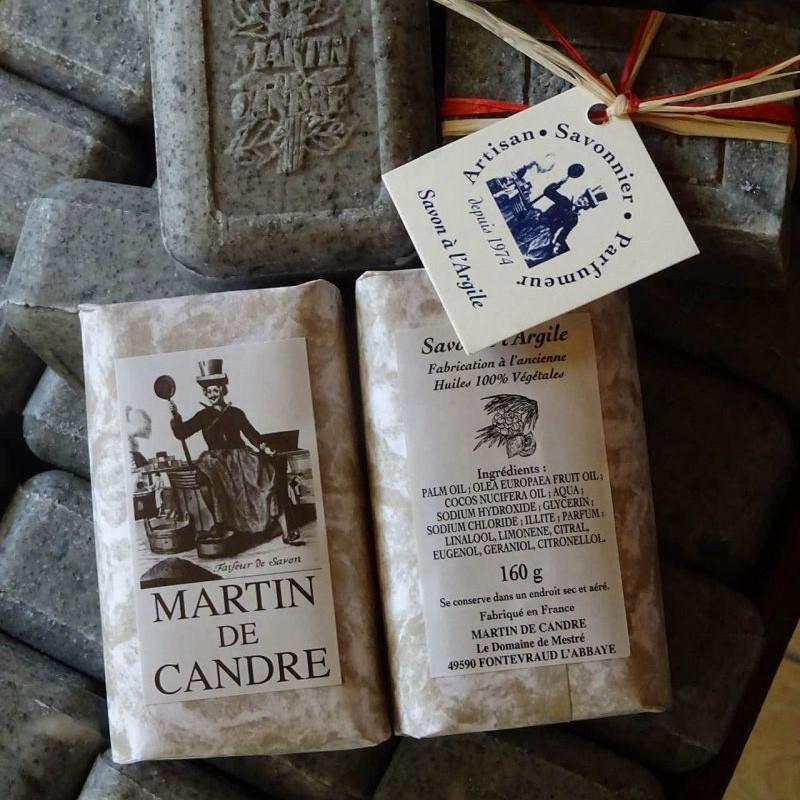 MARTIN
DE
CANDRE
Artisan • Savonnier • Parfumeur
depuis 1974
Savon à l'Argile
Faiseur de Savon
MARTIN
DE
CANDRE
l'Argile
Fabrication à l'ancienne
Huiles 100% Végétales
Ingrédients :
PALM OIL ; OLEA EUROPAEA FRUIT OIL ;
COCOS NUCIFERA OIL ; AQUA ;
SODIUM HYDROXIDE ; GLYCERIN ;
SODIUM CHLORIDE ; ILLITE ; PARFUM :
LINALOOL, LIMONENE, CITRAL,
EUGENOL, GERANIOL, CITRONELLOL.
160 g
Se conserve dans un endroit sec et aéré.
Fabriqué en France
MARTIN DE CANDRE
Le Domaine de Mestré
49590 FONTEVRAUD L'ABBAYE